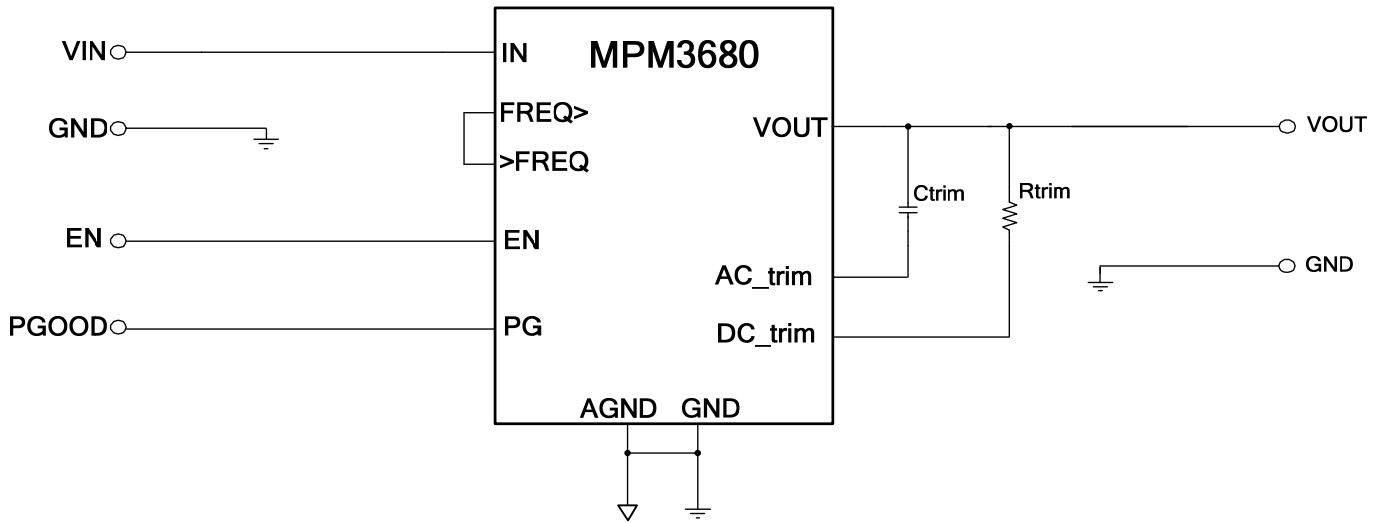 MPM3680
VIN
IN
FREQ>
GND
VOUT
VOUT
>FREQ
Ctrim
Rtrim
EN
EN
AC_trim
GND
PGOOD
PG
DC_trim
AGND
GND